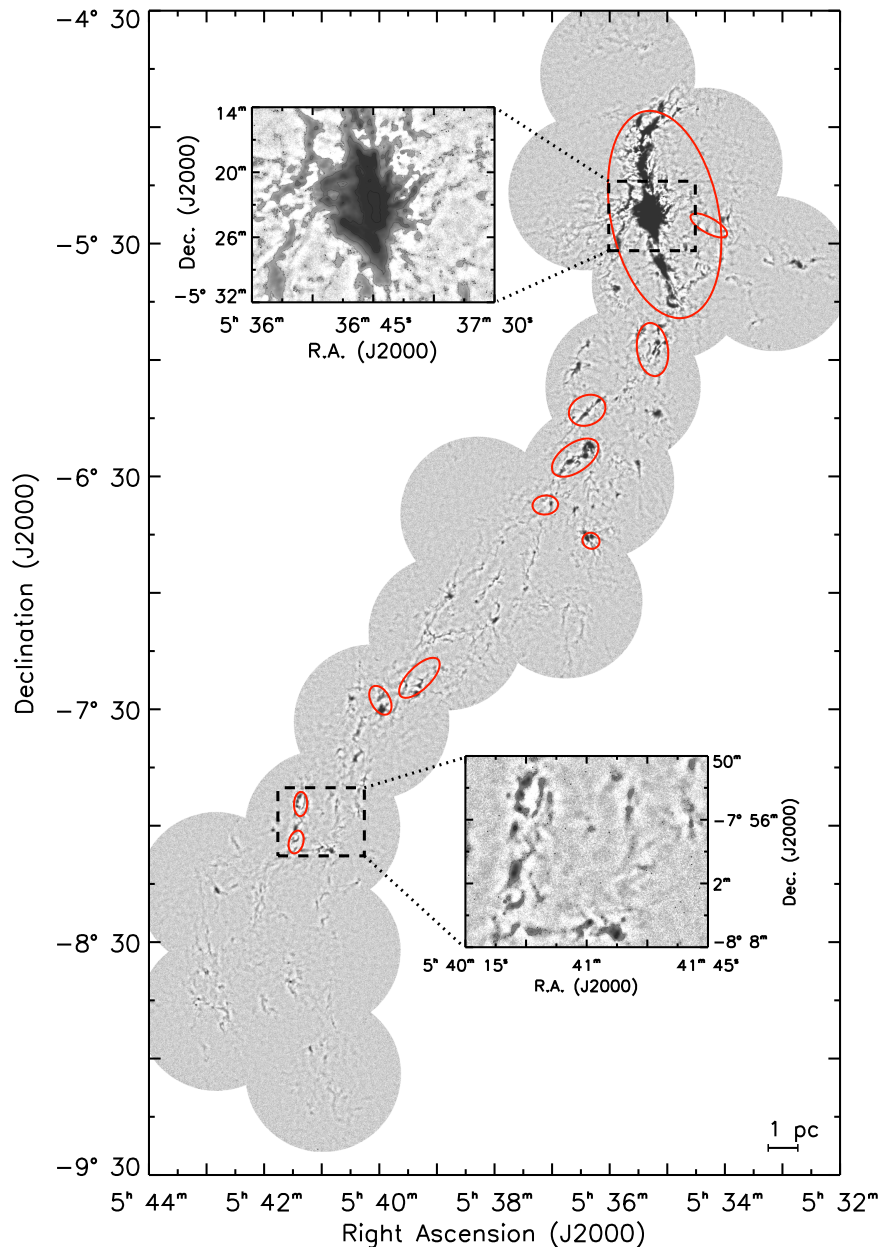 −4° 30
−5° 30
−6° 30
−7° 30
−8° 30
−9° 30
Declination (J2000)
14ᵐ
20ᵐ
26ᵐ
−5° 32ᵐ
Dec. (J2000)
5ʰ 36ᵐ 36ᵐ 45ˢ 37ᵐ 30ˢ
R.A. (J2000)
50ᵐ
−7° 56ᵐ
2ᵐ
−8° 8ᵐ
Dec. (J2000)
5ʰ 40ᵐ 15ˢ 41ᵐ 41ᵐ 45ˢ
R.A. (J2000)
1 pc
5ʰ 44ᵐ 5ʰ 42ᵐ 5ʰ 40ᵐ 5ʰ 38ᵐ 5ʰ 36ᵐ 5ʰ 34ᵐ 5ʰ 32ᵐ
Right Ascension (J2000)